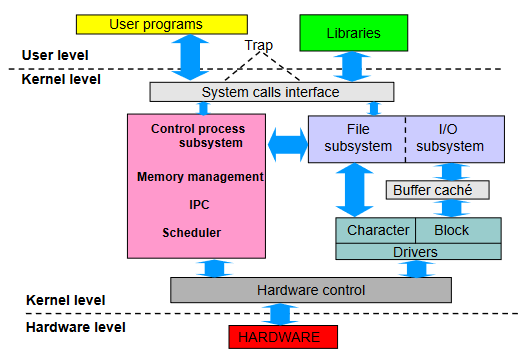 User programs
Libraries
Trap
User level
Kernel level
System calls interface
Control process
subsystem
Memory management
IPC
Scheduler
File
subsystem
I/O
subsystem
Buffer caché
Character
Block
Drivers
Hardware control
Kernel level
Hardware level
HARDWARE